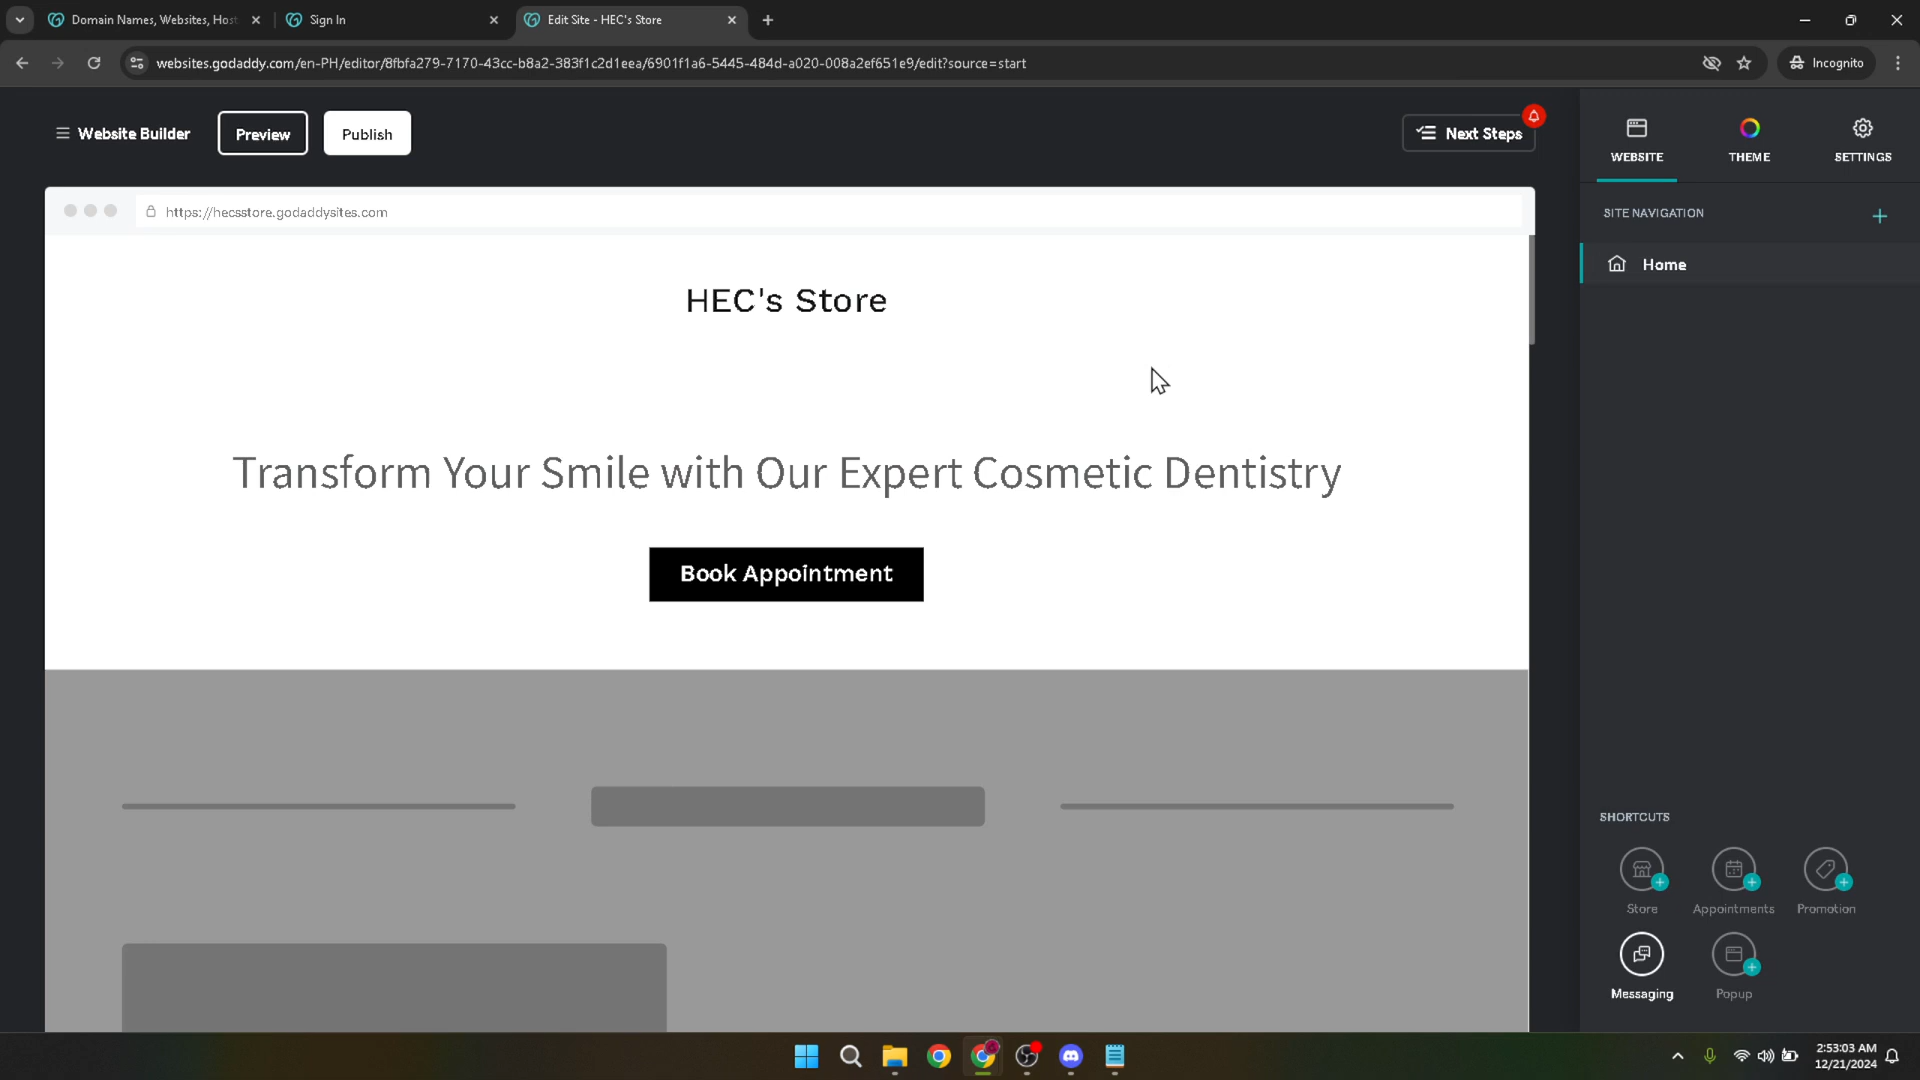 Domain Names, Websites, Host
Sign In
Edit Site - HEC's Store
websites.godaddy.com/en-PH/editor/8fbfa279-7170-43cc-b8a2-383f1c2d1eea/6901f1a6-5445-484d-a020-008a2ef651e9/edit?source=start
Incognito
Website Builder
Preview
Publish
Next Steps
WEBSITE
THEME
SETTINGS
https://hecsstore.godaddysites.com
SITE NAVIGATION
Home
HEC's Store
Transform Your Smile with Our Expert Cosmetic Dentistry
Book Appointment
SHORTCUTS
Store
Appointments
Promotion
Messaging
Popup
2:53:03 AM
12/21/2024